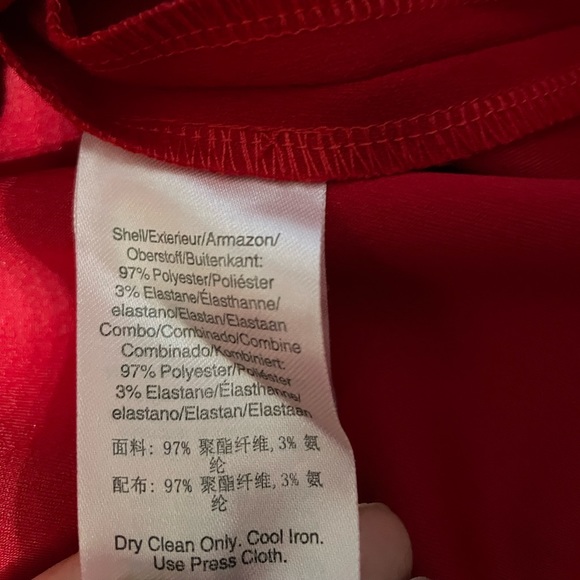 Shell/Exterieur/Armazon/
Oberstoff/Buitenkant:
97% Polyester/Poliéster
3% Elastane/Élasthanne/
elastano/Elastan/Elastaan
Combo/Combinado/Combine
Combinado/Kombiniert:
97% Polyester/Poliéster
3% Elastane/Élasthanne/
elastano/Elastan/Elastaan
面料: 97% 聚酯纤维,3% 氨
纶
配布: 97% 聚酯纤维,3% 氨
纶
Dry Clean Only. Cool Iron.
Use Press Cloth.